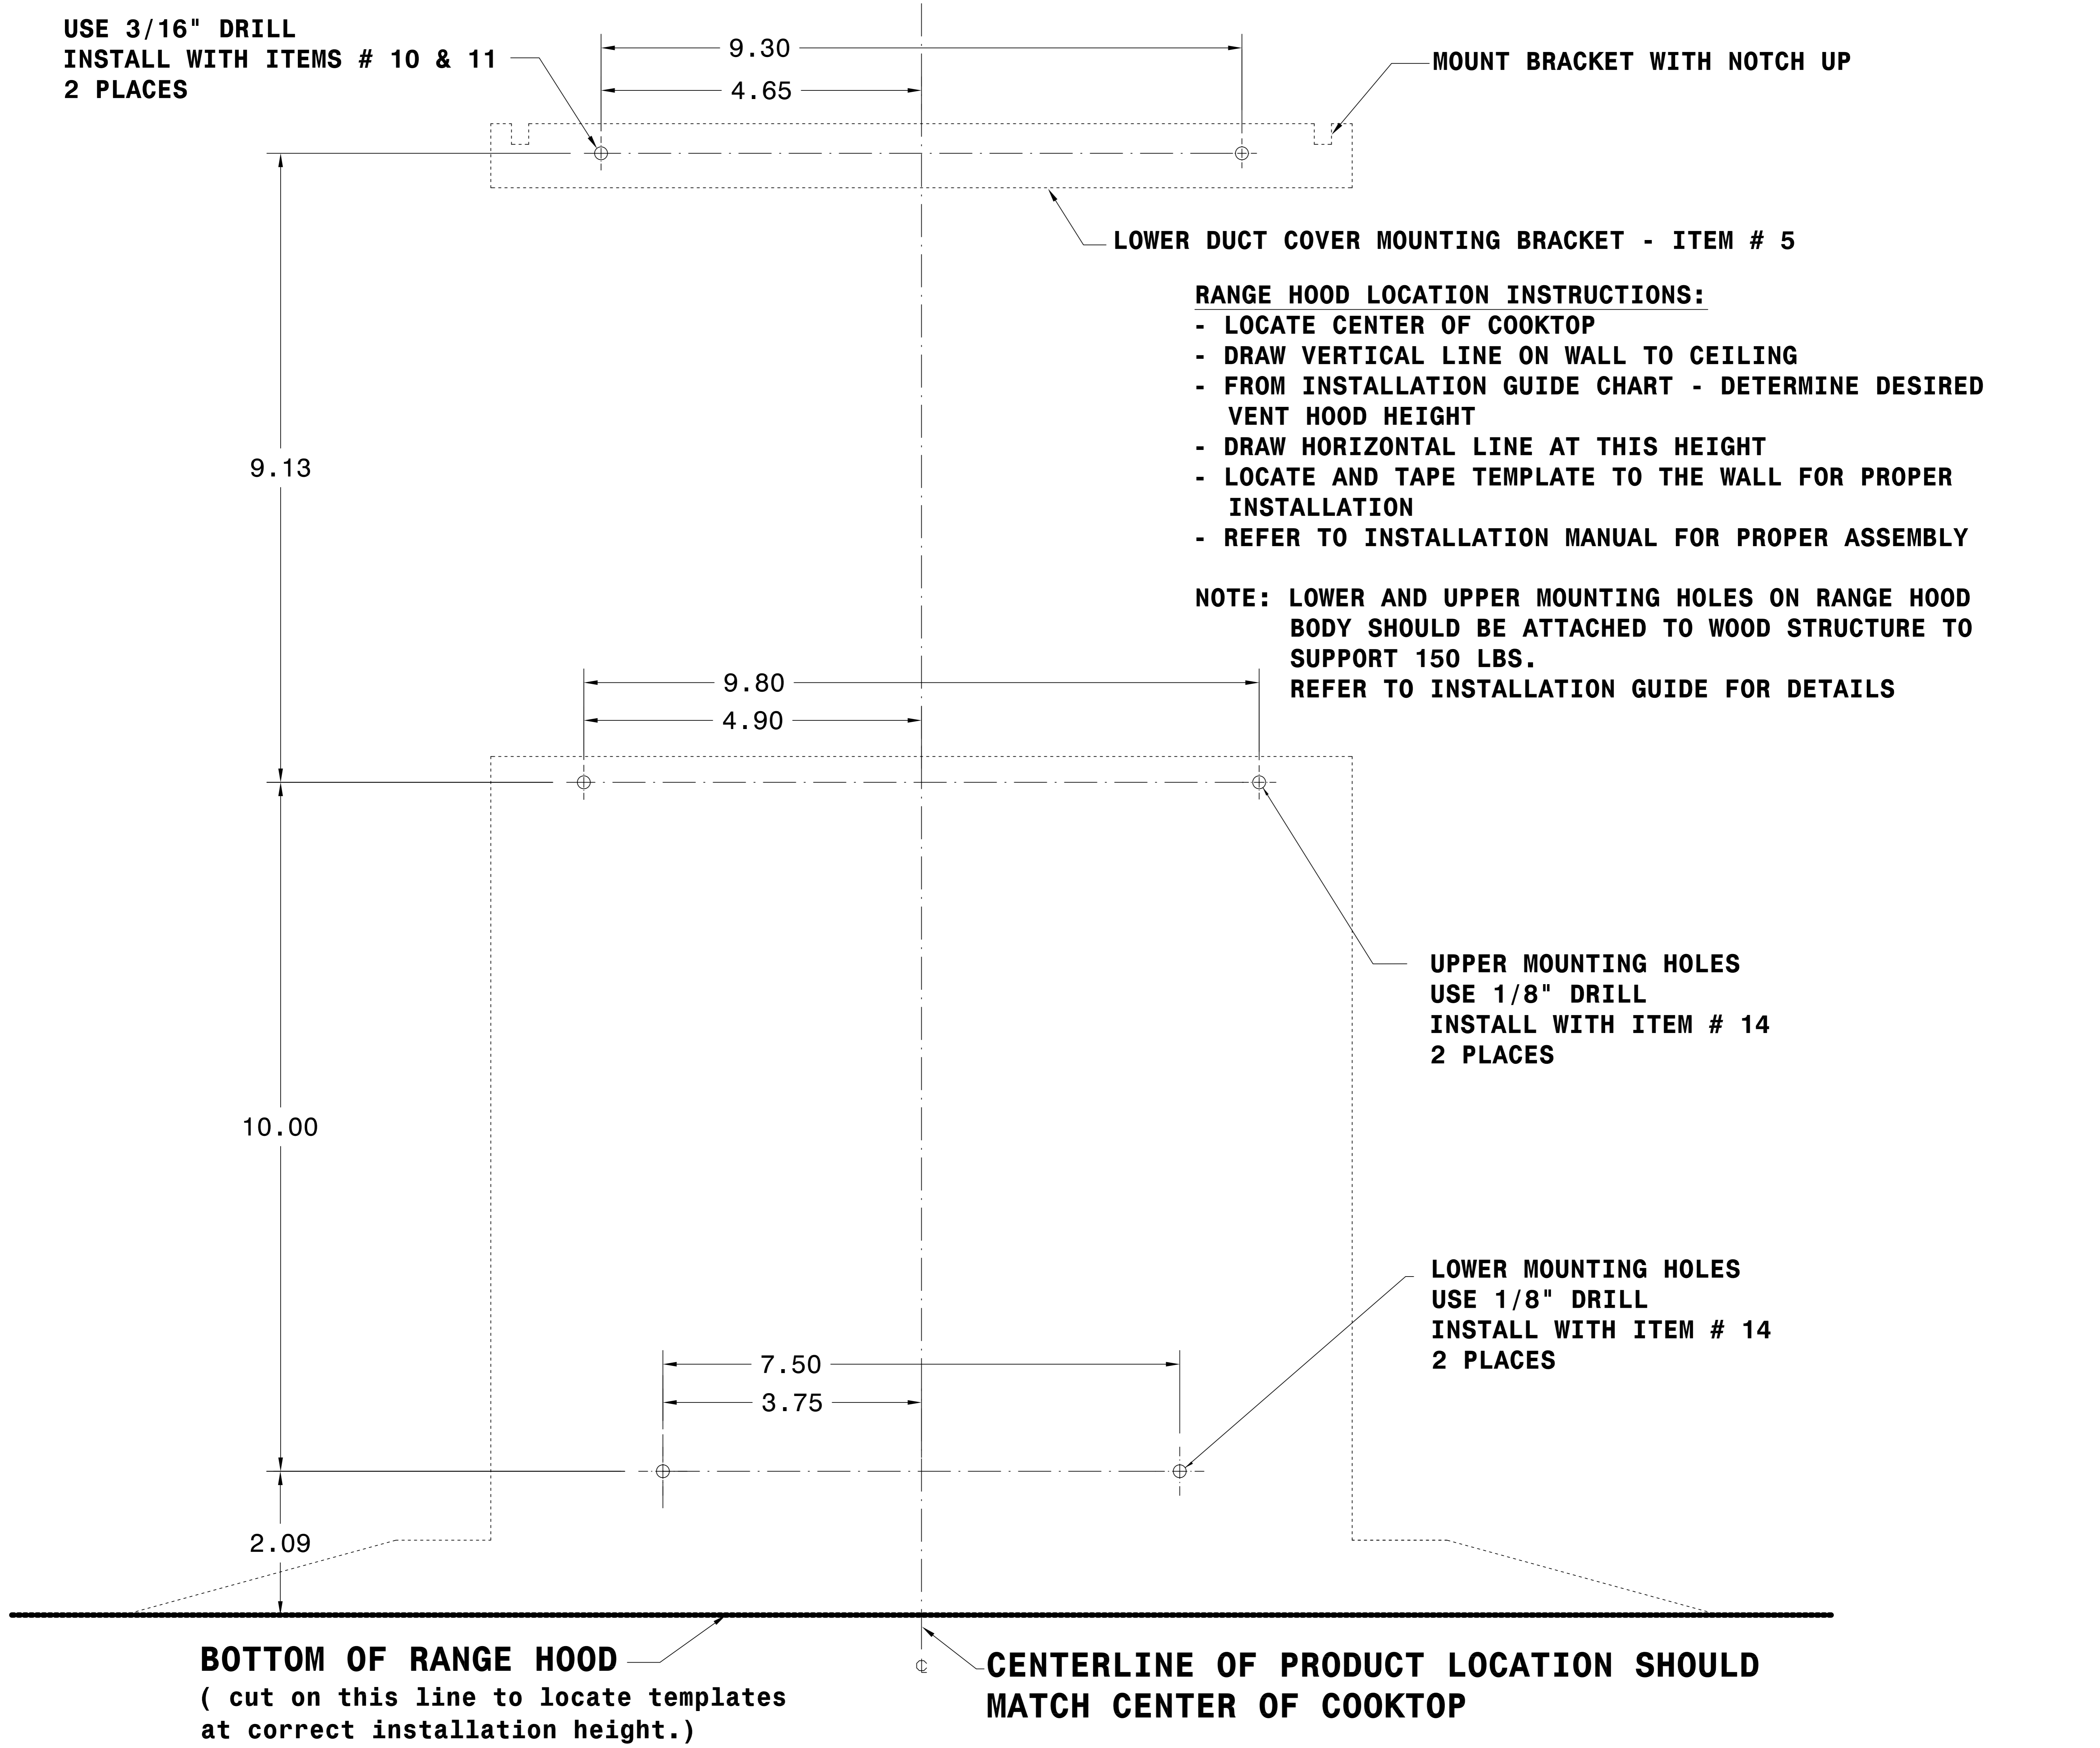 USE 3/16" DRILL
INSTALL WITH ITEMS # 10 & 11
2 PLACES
9.30
4.65
MOUNT BRACKET WITH NOTCH UP
LOWER DUCT COVER MOUNTING BRACKET - ITEM # 5
RANGE HOOD LOCATION INSTRUCTIONS:
- LOCATE CENTER OF COOKTOP
- DRAW VERTICAL LINE ON WALL TO CEILING
- FROM INSTALLATION GUIDE CHART - DETERMINE DESIRED
VENT HOOD HEIGHT
- DRAW HORIZONTAL LINE AT THIS HEIGHT
- LOCATE AND TAPE TEMPLATE TO THE WALL FOR PROPER
INSTALLATION
- REFER TO INSTALLATION MANUAL FOR PROPER ASSEMBLY
NOTE: LOWER AND UPPER MOUNTING HOLES ON RANGE HOOD
BODY SHOULD BE ATTACHED TO WOOD STRUCTURE TO
SUPPORT 150 LBS.
REFER TO INSTALLATION GUIDE FOR DETAILS
9.13
9.80
4.90
UPPER MOUNTING HOLES
USE 1/8" DRILL
INSTALL WITH ITEM # 14
2 PLACES
10.00
LOWER MOUNTING HOLES
USE 1/8" DRILL
INSTALL WITH ITEM # 14
2 PLACES
7.50
3.75
2.09
BOTTOM OF RANGE HOOD
( cut on this line to locate templates
at correct installation height.)
℄
CENTERLINE OF PRODUCT LOCATION SHOULD
MATCH CENTER OF COOKTOP